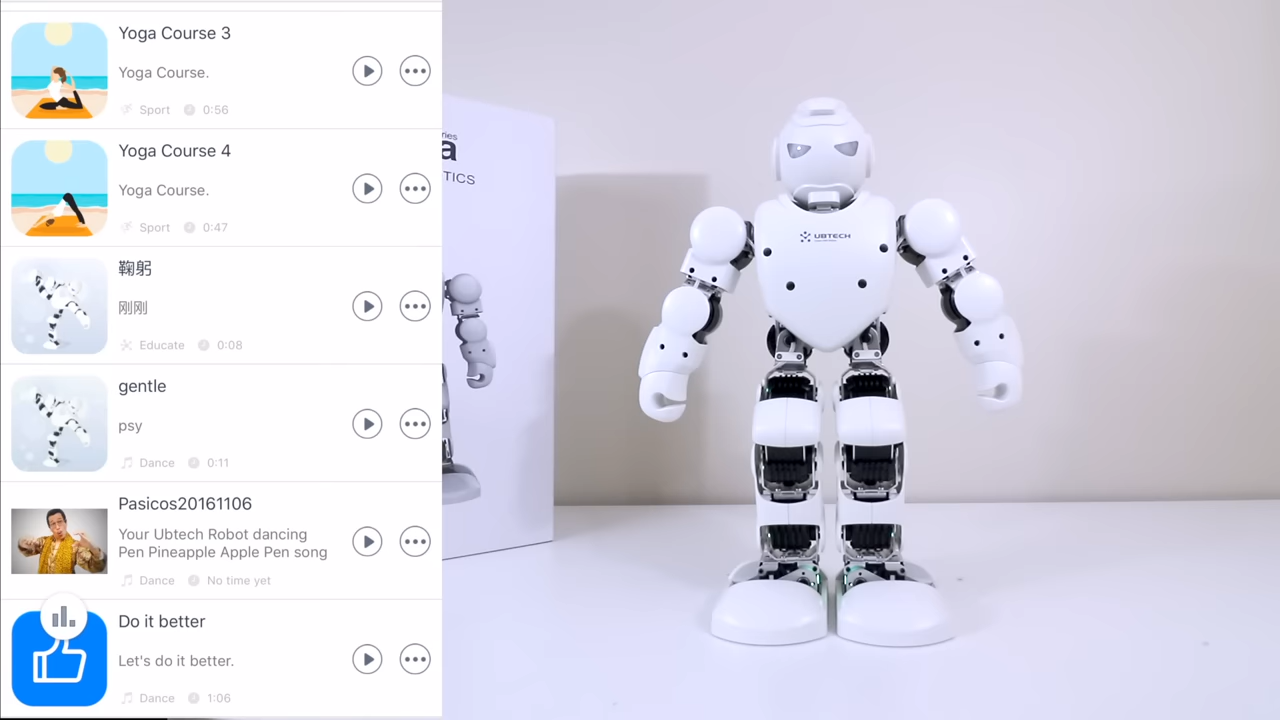 Yoga Course 3
Yoga Course.
Sport 0:56
Yoga Course 4
Yoga Course.
Sport 0:47
鞠躬
刚刚
Educate 0:08
gentle
psy
Dance 0:11
Pasicos20161106
Your Ubtech Robot dancing
Pen Pineapple Apple Pen song
Dance No time yet
Do it better
Let's do it better.
Dance 1:06
ries
a
TICS
UBTECH